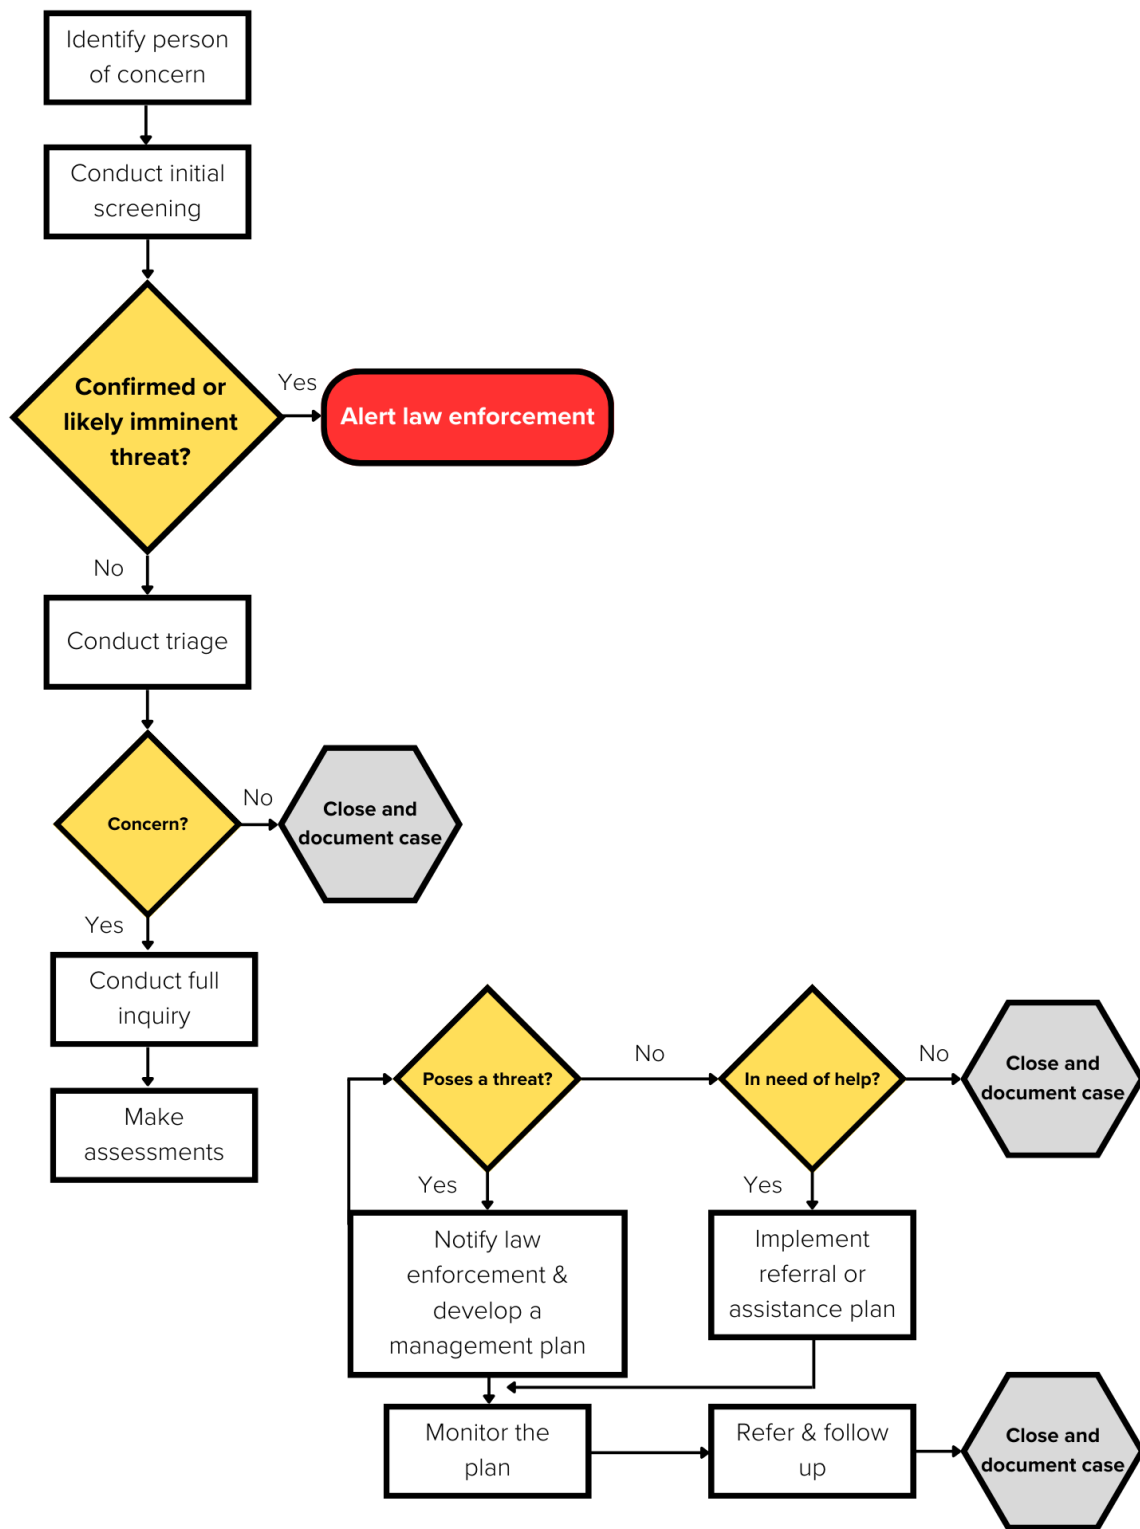 Identify person
of concern
Conduct initial
screening
Confirmed or
likely imminent
threat?
Yes
Alert law enforcement
No
Conduct triage
Concern?
No
Close and
document case
Yes
Conduct full
inquiry
Make
assessments
Poses a threat?
No
In need of help?
No
Close and
document case
Yes
Notify law
enforcement &
develop a
management plan
Yes
Implement
referral or
assistance plan
Monitor the
plan
Refer & follow
up
Close and
document case